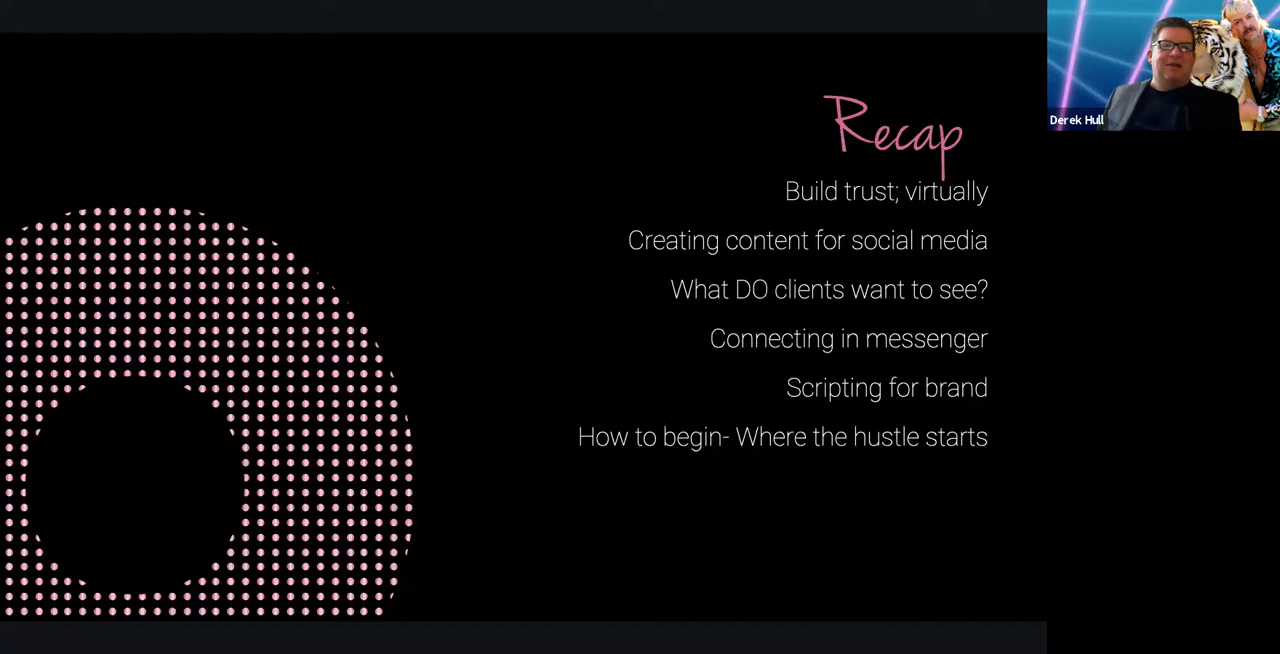 Recap
Build trust; virtually
Creating content for social media
What DO clients want to see?
Connecting in messenger
Scripting for brand
How to begin- Where the hustle starts
Derek Hull